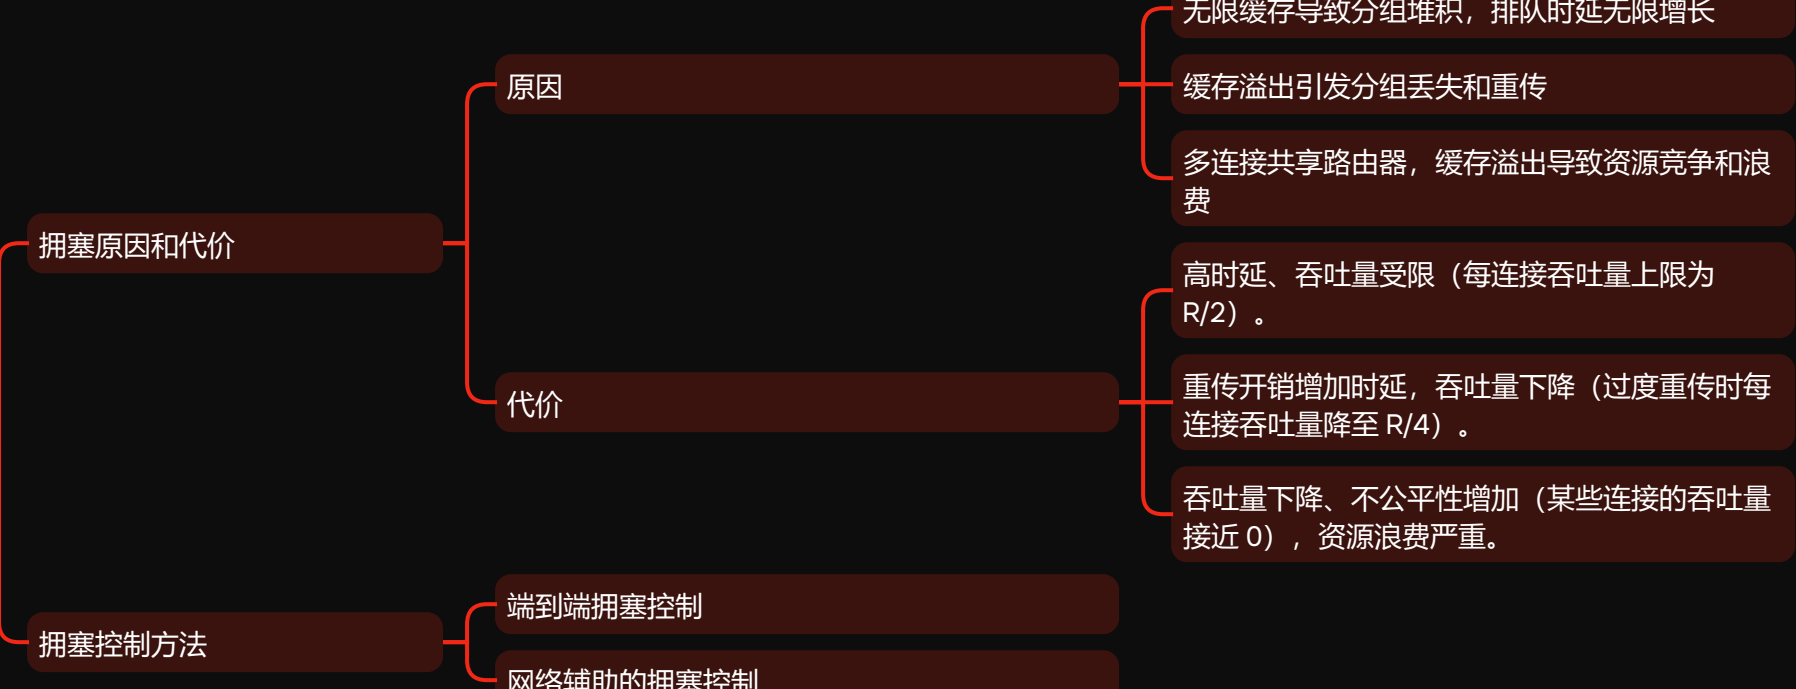 无限缓存导致分组堆积，排队时延无限增长
原因
缓存溢出引发分组丢失和重传
多连接共享路由器，缓存溢出导致资源竞争和浪
费
拥塞原因和代价
高时延、吞吐量受限（每连接吞吐量上限为
R/2）。
代价
重传开销增加时延，吞吐量下降（过度重传时每
连接吞吐量降至 R/4）。
吞吐量下降、不公平性增加（某些连接的吞吐量
接近 0），资源浪费严重。
拥塞控制方法
端到端拥塞控制
网络辅助的拥塞控制